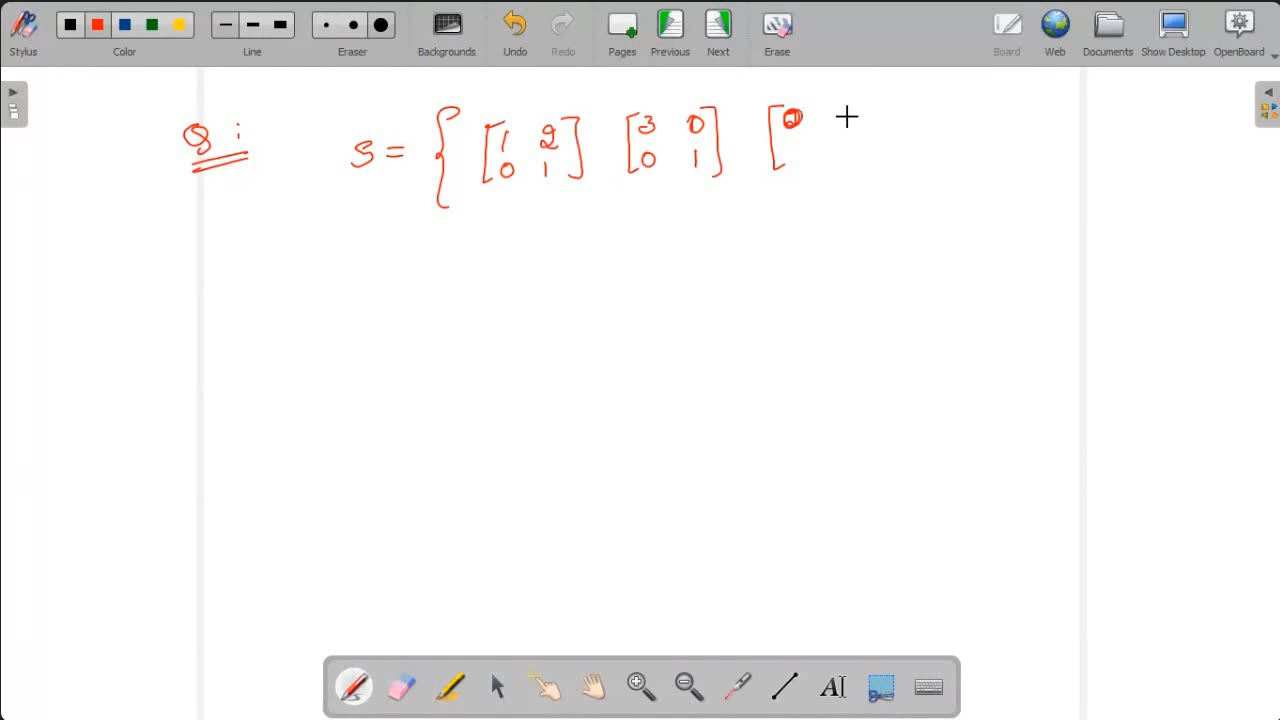 Stylus Color Line Eraser Backgrounds Undo Redo Pages Previous Next Erase Board Web Documents Show Desktop OpenBoard
Q: S = { [ 1 2 ] [ 3 0 ] [
0 1 0 1
AI